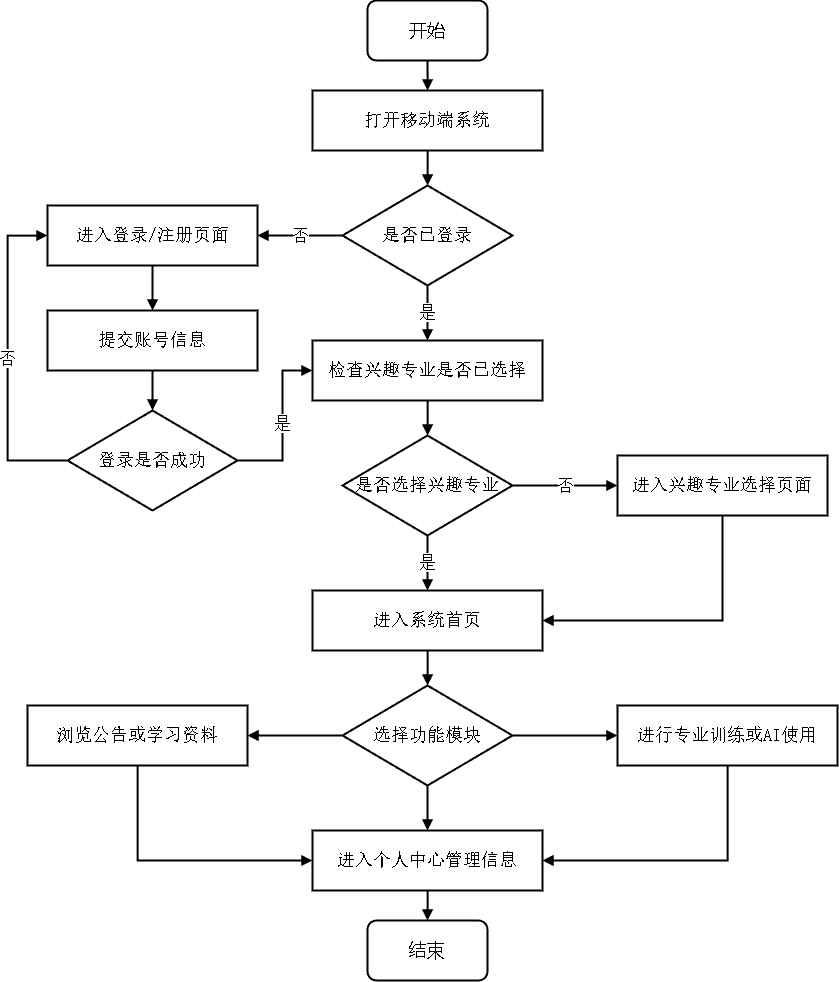 开始
打开移动端系统
是否已登录
否
进入登录/注册页面
是
提交账号信息
检查兴趣专业是否已选择
否
是
登录是否成功
是否选择兴趣专业
否
进入兴趣专业选择页面
是
进入系统首页
浏览公告或学习资料
选择功能模块
进行专业训练或AI使用
进入个人中心管理信息
结束